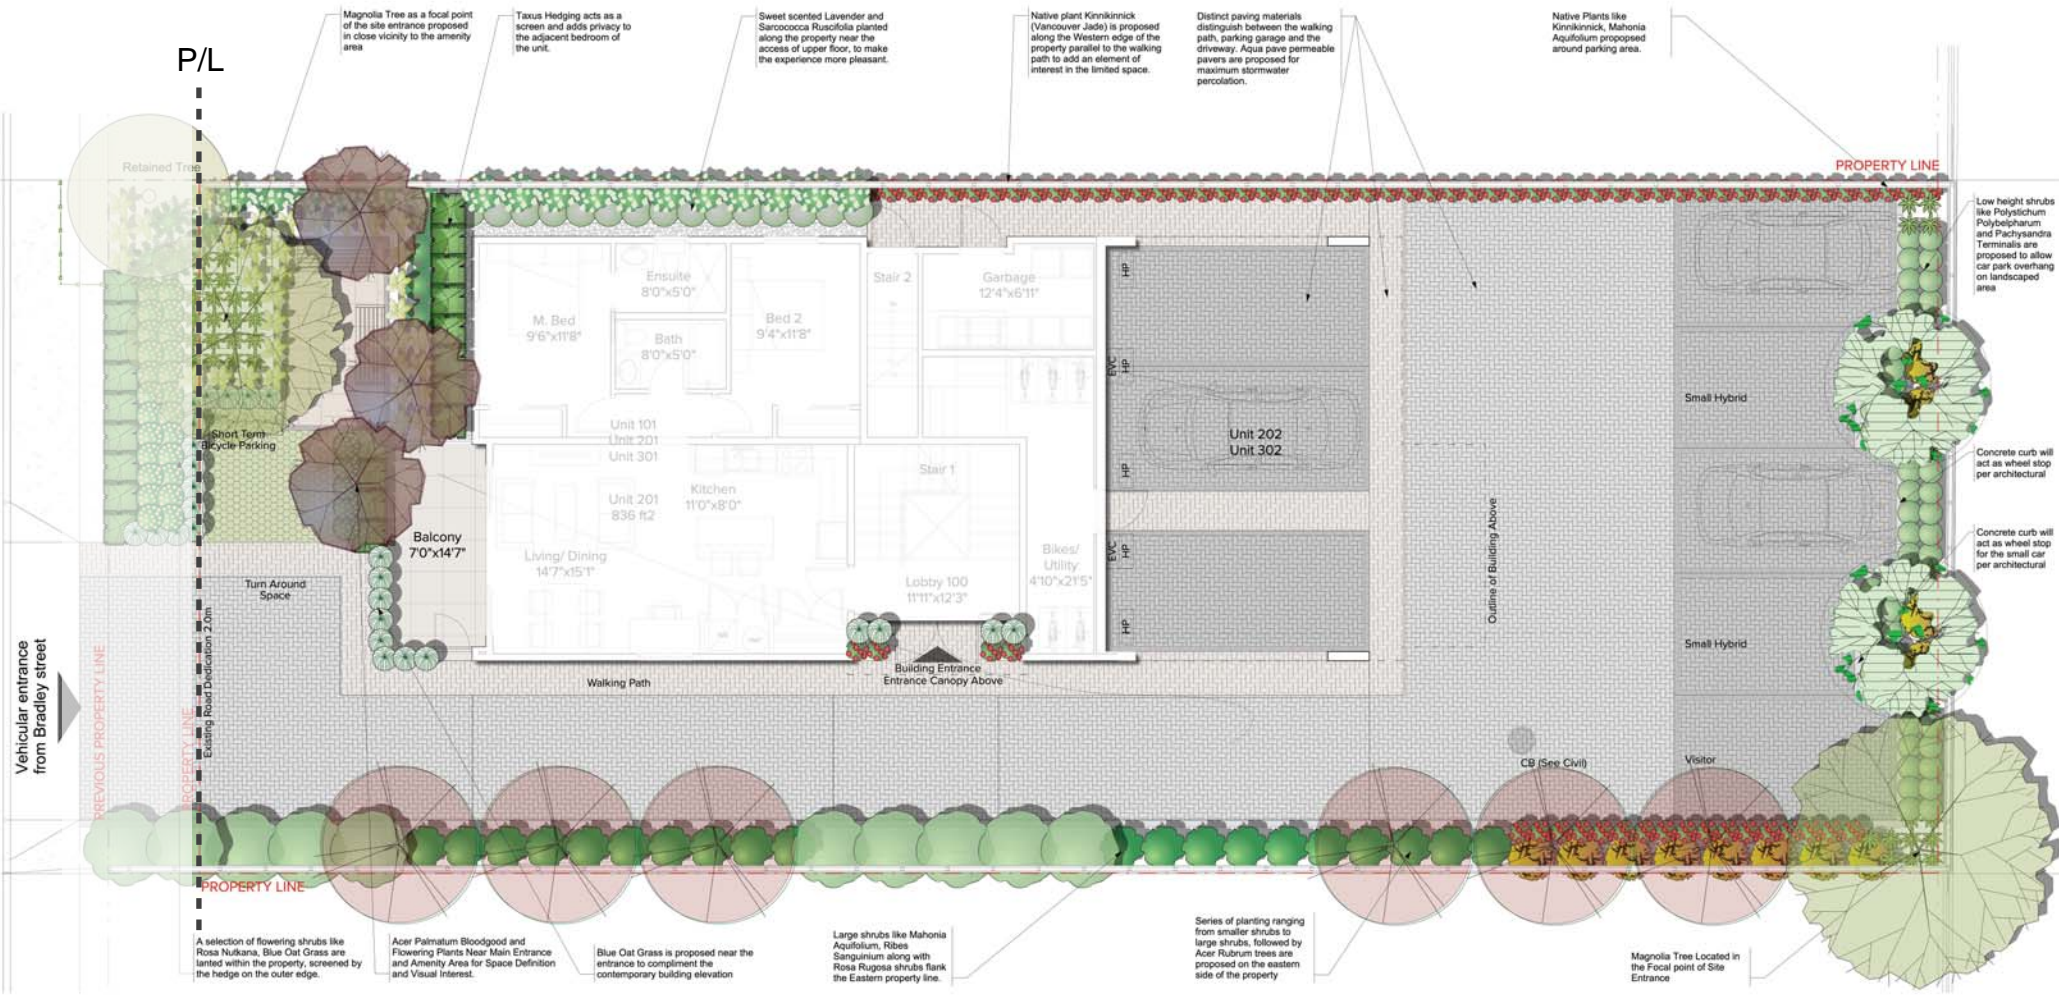 P/L
Magnolia Tree as a focal point
of the site entrance proposed
in close vicinity to the amenity
area
Taxus Hedging acts as a
screen and adds privacy to
the adjacent bedroom of
the unit.
Sweet scented Lavender and
Sarcococca Ruscifolia planted
along the property near the
access of upper floor, to make
the experience more pleasant.
Native plant Kinnikinnick
(Vancouver Jade) is proposed
along the Western edge of the
property parallel to the walking
path to add an element of
interest in the limited space.
Distinct paving materials
distinguish between the walking
path, parking garage and the
driveway. Aqua pave permeable
pavers are proposed for
maximum stormwater
percolation.
Native Plants like
Kinnikinnick, Mahonia
Aquifolium propopsed
around parking area.
Retained Tree
PROPERTY LINE
Low height shrubs
like Polystichum
Polybelpharum
and Pachysandra
Terminalis are
proposed to allow
car park overhang
on landscaped
area
Ensuite
8'0"x5'0"
Stair 2
Garbage
12'4"x6'11"
HP
M. Bed
9'6"x11'8"
Bed 2
9'4"x11'8"
Bath
8'0"x5'0"
EVC
HP
Small Hybrid
Short Term
Bicycle Parking
Unit 101
Unit 201
Unit 301
Unit 202
Unit 302
Stair 1
HP
Concrete curb will
act as wheel stop
per architectural
Unit 201
836 ft2
Kitchen
11'0"x8'0"
Outline of Building Above
Balcony
7'0"x14'7"
Living/ Dining
14'7"x15'1"
Bikes/
Utility
4'10"x21'5"
EVC
HP
Concrete curb will
act as wheel stop
for the small car
per architectural
Turn Around
Space
Lobby 100
11'11"x12'3"
HP
Small Hybrid
Vehicular entrance
from Bradley street
PREVIOUS PROPERTY LINE
PROPERTY LINE
Existing Road Dedication 2.0m
Walking Path
Building Entrance
Entrance Canopy Above
CB (See Civil)
Visitor
PROPERTY LINE
A selection of flowering shrubs like
Rosa Nutkana, Blue Oat Grass are
lanted within the property, screened by
the hedge on the outer edge.
Acer Palmatum Bloodgood and
Flowering Plants Near Main Entrance
and Amenity Area for Space Definition
and Visual Interest.
Blue Oat Grass is proposed near the
entrance to compliment the
contemporary building elevation
Large shrubs like Mahonia
Aquifolium, Ribes
Sanguinium along with
Rosa Rugosa shrubs flank
the Eastern property line.
Series of planting ranging
from smaller shrubs to
large shrubs, followed by
Acer Rubrum trees are
proposed on the eastern
side of the property
Magnolia Tree Located in
the Focal point of Site
Entrance